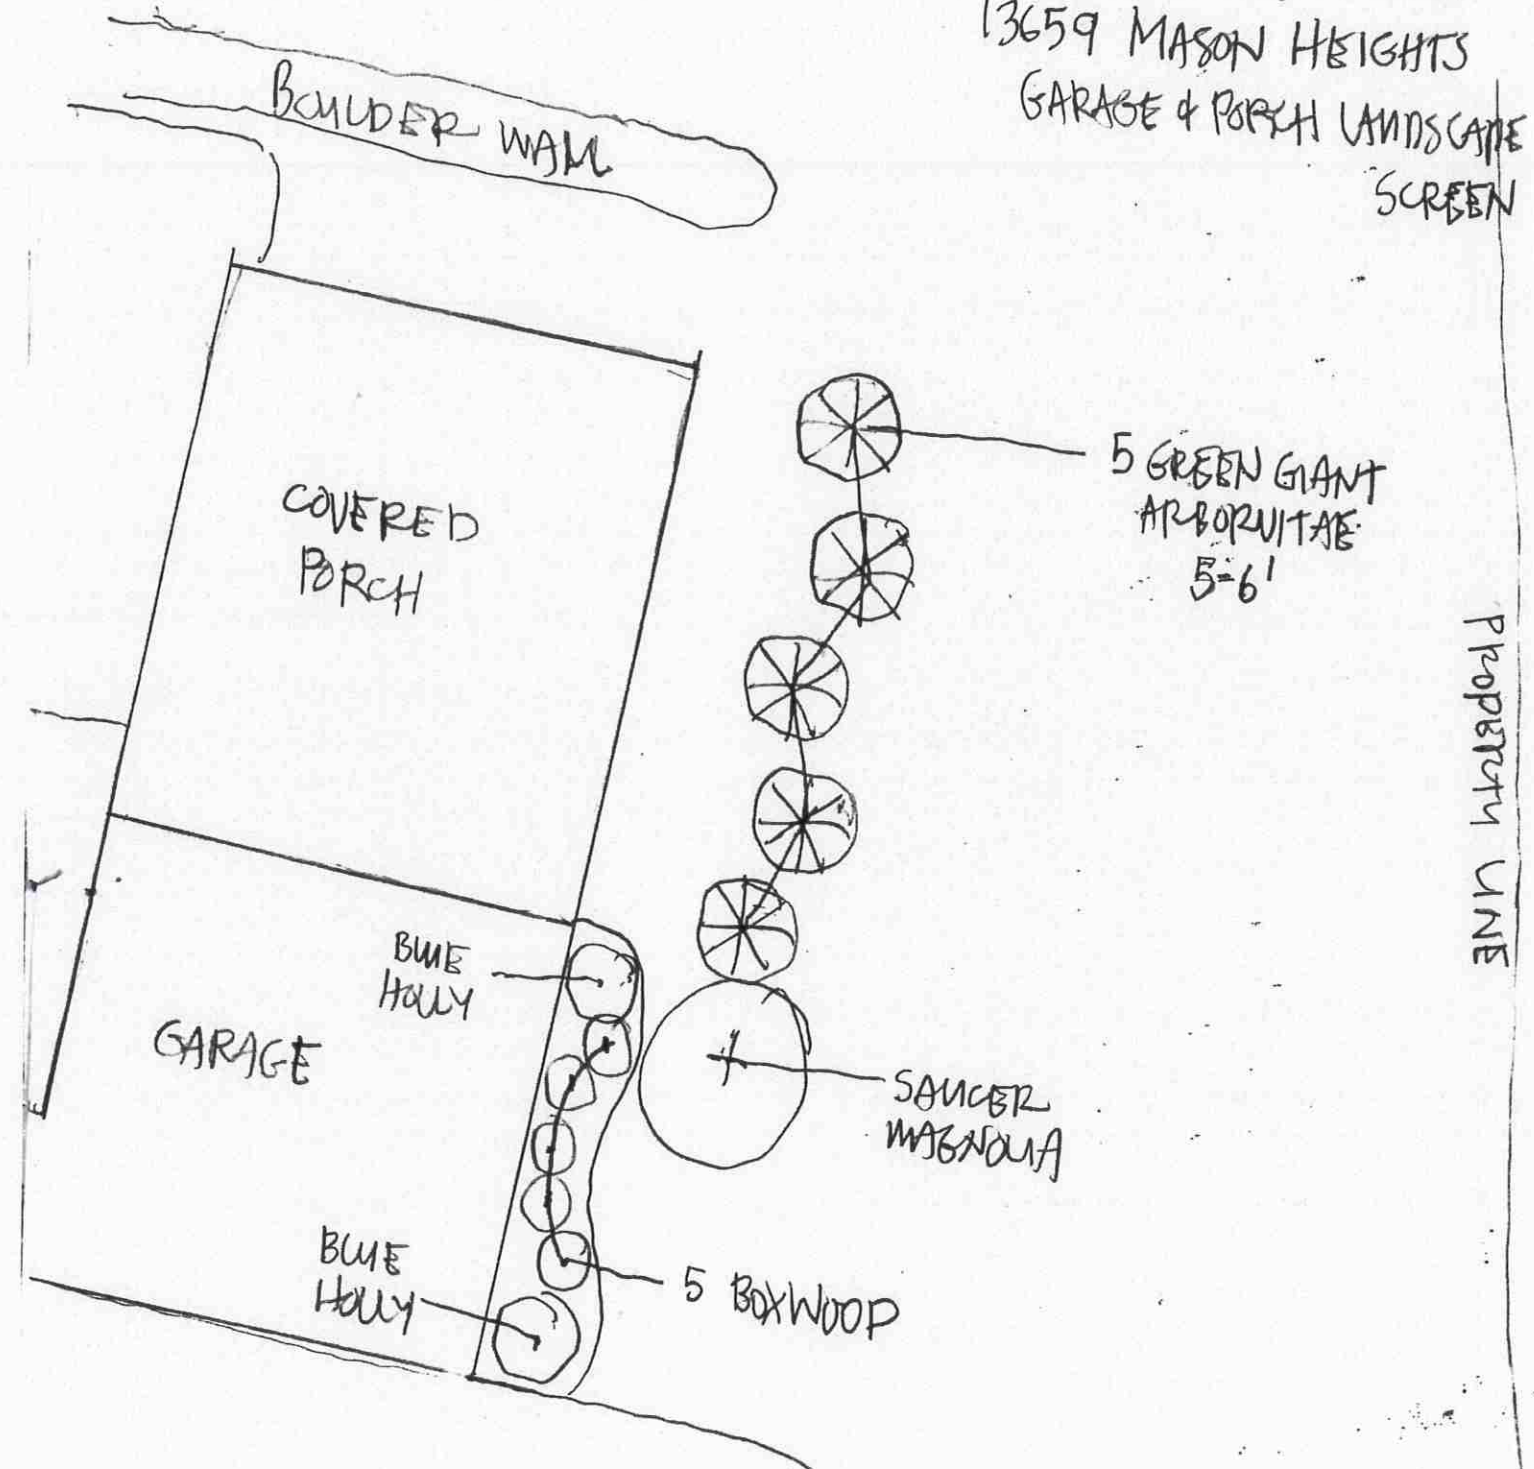 13659 MASON HEIGHTS
GARAGE & PORCH LANDSCAPE
SCREEN
BOULDER WALL
COVERED
PORCH
5 GREEN GIANT
ARBORVITAE
5-6'
PROPERTY LINE
BLUE
HOLLY
GARAGE
SAUCER
MAGNOLIA
BLUE
HOLLY
5 BOXWOOD